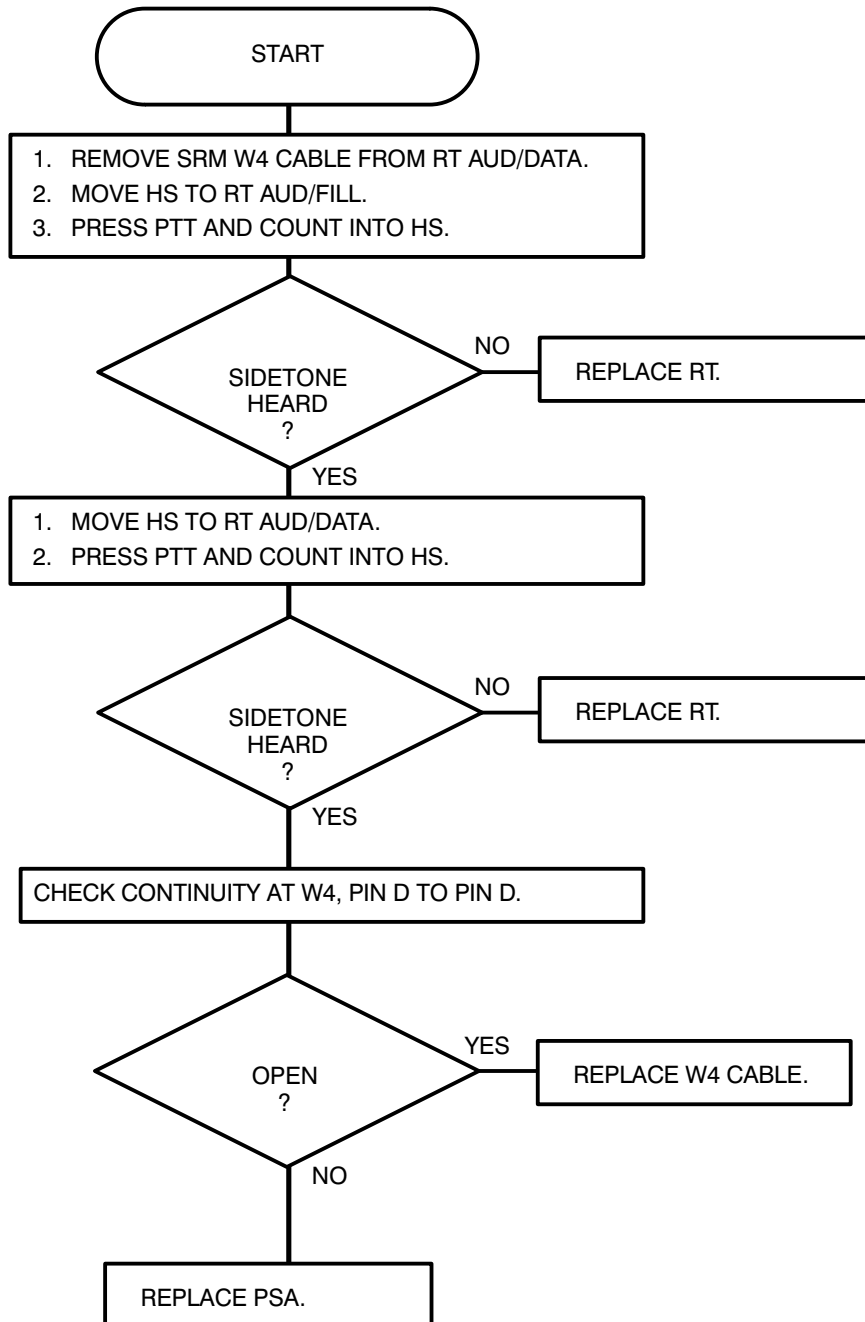 START
1. REMOVE SRM W4 CABLE FROM RT AUD/DATA.
2. MOVE HS TO RT AUD/FILL.
3. PRESS PTT AND COUNT INTO HS.
SIDETONE
HEARD
?
NO
REPLACE RT.
YES
1. MOVE HS TO RT AUD/DATA.
2. PRESS PTT AND COUNT INTO HS.
SIDETONE
HEARD
?
NO
REPLACE RT.
YES
CHECK CONTINUITY AT W4, PIN D TO PIN D.
OPEN
?
YES
REPLACE W4 CABLE.
NO
REPLACE PSA.